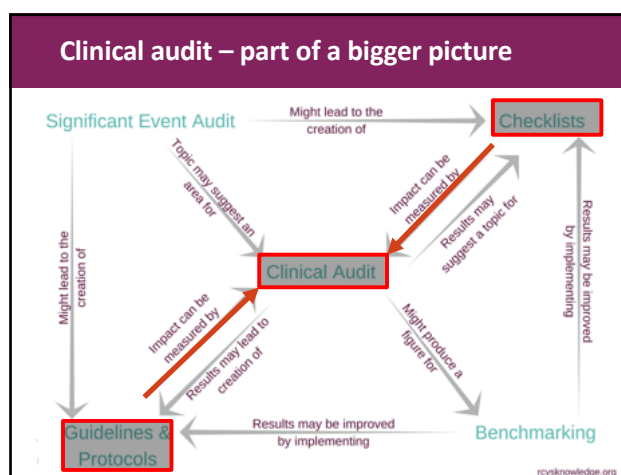 Clinical audit – part of a bigger picture
Significant Event Audit
Might lead to the
creation of
Checklists
Topic may suggest an
area for
Impact can be
measured by
Results may
suggest a topic for
Results may be improved
by implementing
Might lead to the
creation of
Clinical Audit
Impact can be
measured by
Results may lead to
creation of
Might produce a
figure for
Guidelines &
Protocols
Results may be improved
by implementing
Benchmarking
rcvsknowledge.org